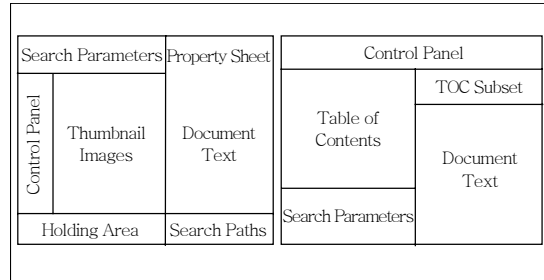 Search Parameters
Property Sheet
Control Panel
Thumbnail
Images
Document
Text
Holding Area
Search Paths
Control Panel
Table of
Contents
TOC Subset
Document
Text
Search Parameters